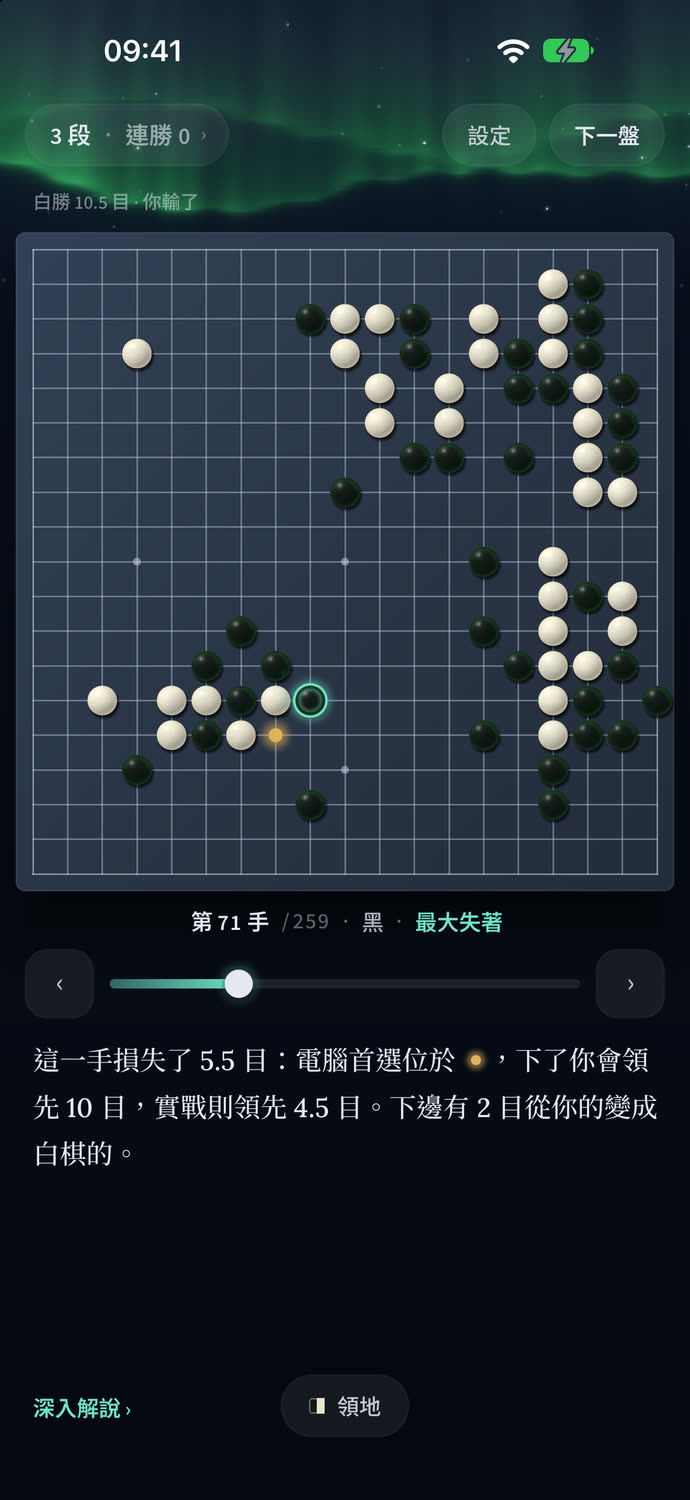 09:41
3 段 · 連勝 0 ›
設定
下一盤
白勝 10.5 目 · 你輸了
第 71 手 /259 · 黑 · 最大失著
‹
›
這一手損失了 5.5 目：電腦首選位於 ，下了你會領
先 10 目，實戰則領先 4.5 目。下邊有 2 目從你的變成
白棋的。
深入解說 ›
領地